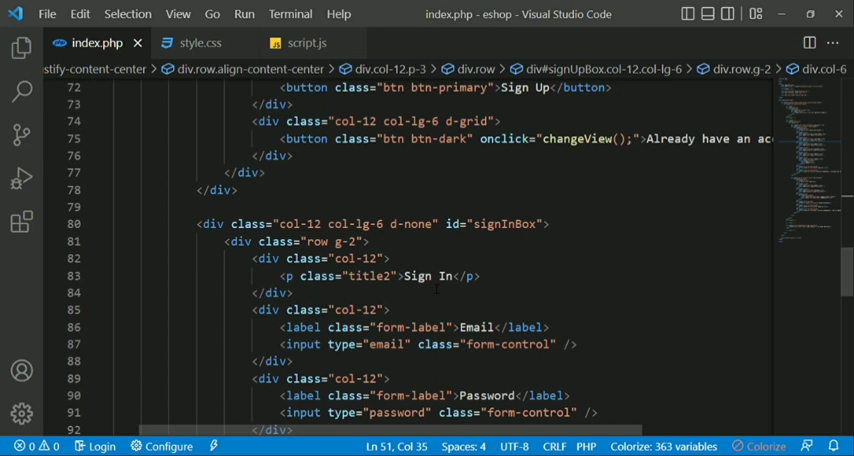 File Edit Selection View Go Run Terminal Help index.php - eshop - Visual Studio Code
index.php style.css JS script.js
stify-content-center > div.row.align-content-center > div.col-12.p-3 > div.row > div#signUpBox.col-12.col-lg-6 > div.row.g-2 > div.col-6
72 <button class="btn btn-primary">Sign Up</button>
73 </div>
74 <div class="col-12 col-lg-6 d-grid">
75 <button class="btn btn-dark" onclick="changeView();">Already have an acc
76 </div>
77 </div>
78 </div>
79
80 <div class="col-12 col-lg-6 d-none" id="signInBox">
81 <div class="row g-2">
82 <div class="col-12">
83 <p class="title2">Sign In</p>
84 </div>
85 <div class="col-12">
86 <label class="form-label">Email</label>
87 <input type="email" class="form-control" />
88 </div>
89 <div class="col-12">
90 <label class="form-label">Password</label>
91 <input type="password" class="form-control" />
92 </div>
0 0 Login Configure Ln 51, Col 35 Spaces: 4 UTF-8 CRLF PHP Colorize: 363 variables Colorize